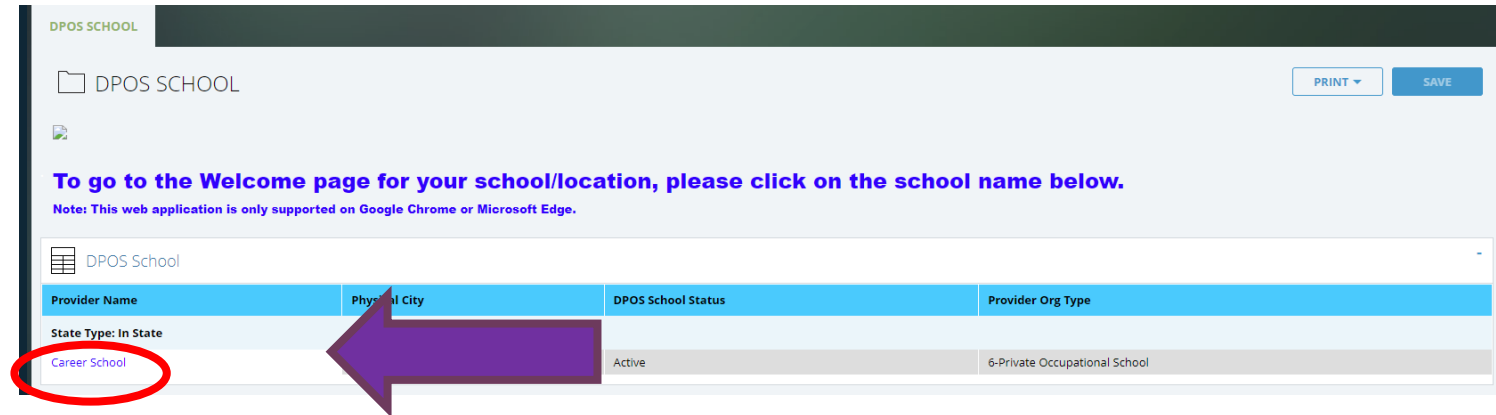 DPOS SCHOOL
DPOS SCHOOL
PRINT
SAVE
To go to the Welcome page for your school/location, please click on the school name below.
Note: This web application is only supported on Google Chrome or Microsoft Edge.
DPOS School
-
Provider Name Physical City DPOS School Status Provider Org Type
State Type: In State
Career School Active 6-Private Occupational School